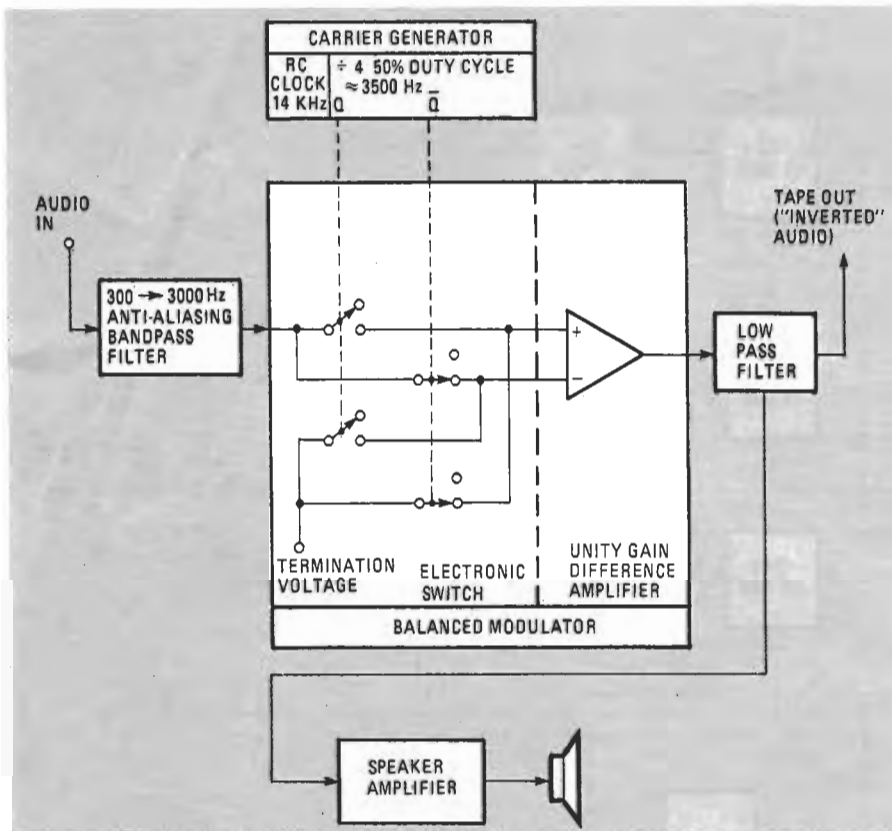 CARRIER GENERATOR
RC
CLOCK
14 KHz
÷ 4 50% DUTY CYCLE
≈3500 Hz
Q Q̅
AUDIO
IN
300 → 3000 Hz
ANTI-ALIASING
BANDPASS
FILTER
+
−
TERMINATION
VOLTAGE
ELECTRONIC
SWITCH
UNITY GAIN
DIFFERENCE
AMPLIFIER
BALANCED MODULATOR
LOW
PASS
FILTER
TAPE OUT
("INVERTED"
AUDIO)
SPEAKER
AMPLIFIER